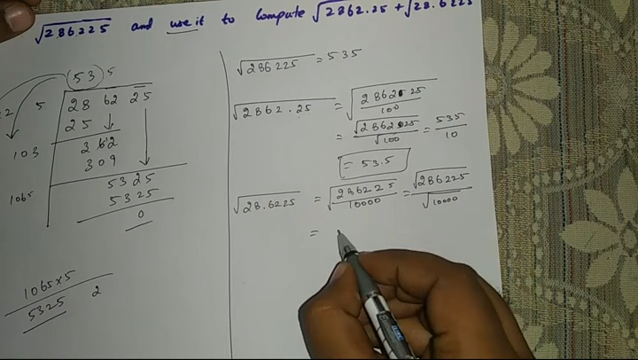 √286225 and use it to compute √2862.25 + √28.6225
53 5
5 28 62 25
25
103 362
309
1065 5325
5325
0
1065×5
5325 2
√286225 = 535
√2862.25 = √286225/100
= √286225/√100 = 535/10
= 53.5
√28.6225 = √286225/10000 = √286225/√10000
=